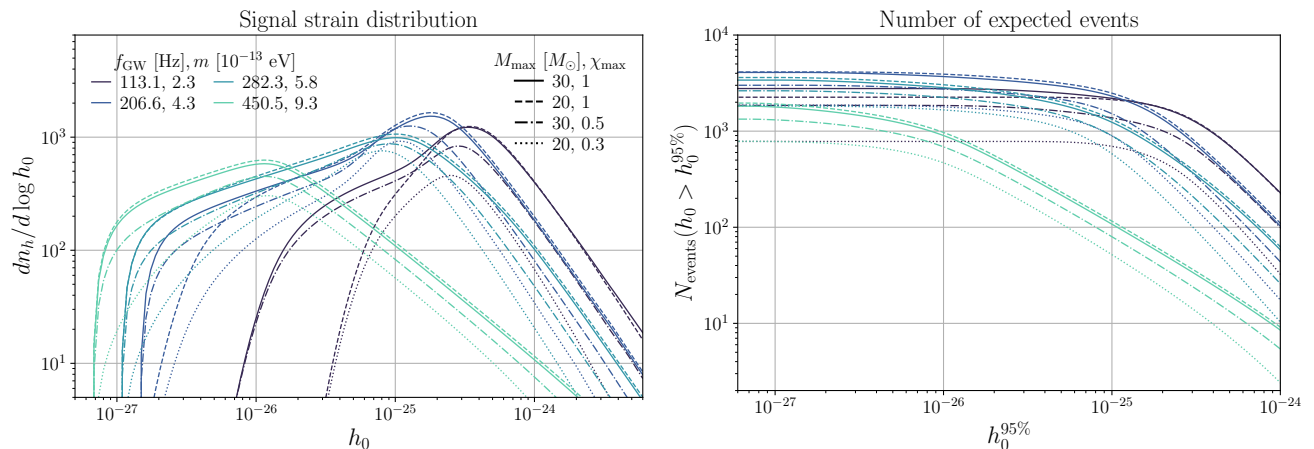 Signal strain distribution
f_GW [Hz], m [10^−13 eV]
113.1, 2.3
206.6, 4.3
282.3, 5.8
450.5, 9.3
M_max [M_⊙], χ_max
30, 1
20, 1
30, 0.5
20, 0.3
dn_h/d log h_0
10^3
10^2
10^1
10^−27
10^−26
10^−25
10^−24
h_0
Number of expected events
N_events(h_0 > h_0^95%)
10^4
10^3
10^2
10^1
10^−27
10^−26
10^−25
10^−24
h_0^95%